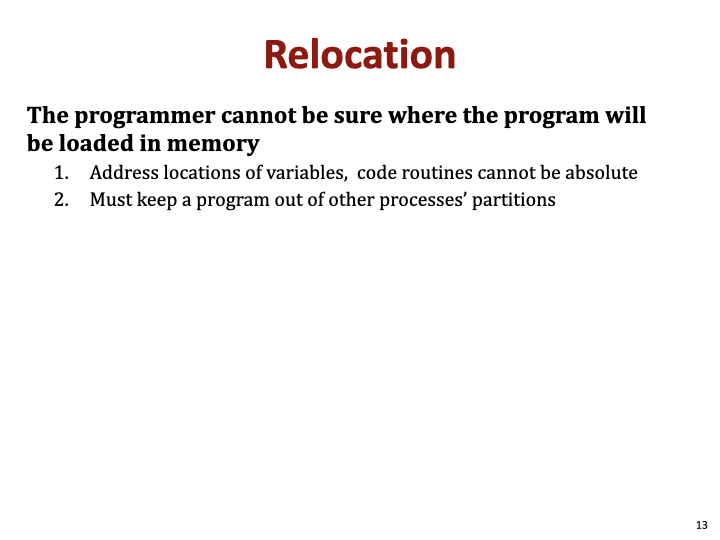 Relocation
The programmer cannot be sure where the program will
be loaded in memory
1. Address locations of variables, code routines cannot be absolute
2. Must keep a program out of other processes’ partitions
13